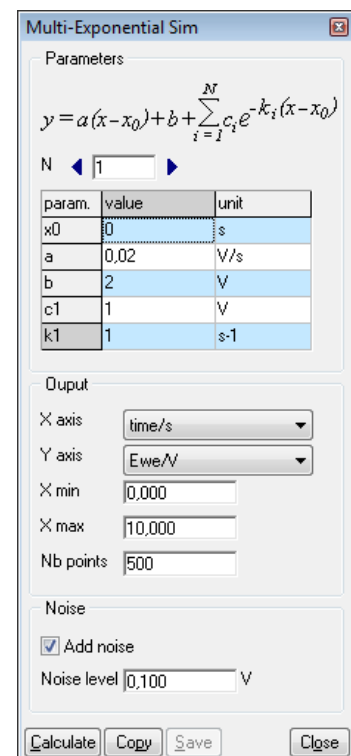 Multi-Exponential Sim
Parameters
N
y = a(x-x₀)+b+∑cᵢe^-kᵢ(x-x₀)
i = 1
N 1
param. value unit
x0 0 s
a 0,02 V/s
b 2 V
c1 1 V
k1 1 s-1
Ouput
X axis time/s
Y axis Ewe/V
X min 0,000
X max 10,000
Nb points 500
Noise
Add noise
Noise level 0,100 V
Calculate Copy Save Close